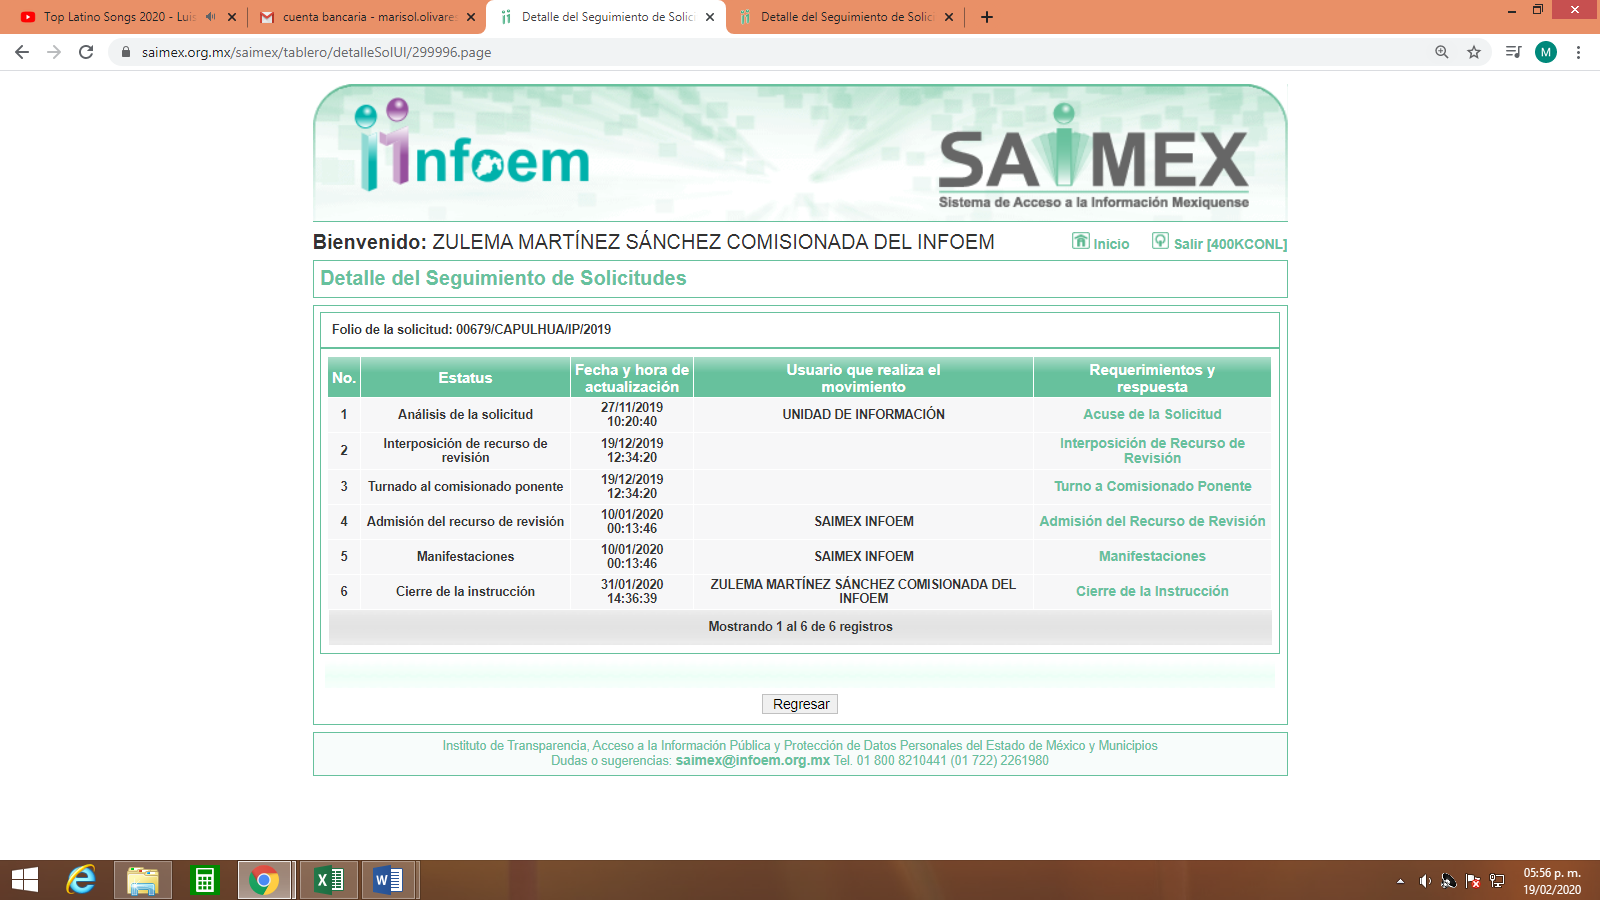 Top Latino Songs 2020 - Luis
cuenta bancaria - marisol.olivares
Detalle del Seguimiento de Solici
Detalle del Seguimiento de Solici
saimex.org.mx/saimex/tablero/detalleSolUI/299996.page
M
infoem
SAIMEX
Sistema de Acceso a la Información Mexiquense
Bienvenido: ZULEMA MARTÍNEZ SÁNCHEZ COMISIONADA DEL INFOEM
Inicio
Salir [400KCONL]
Detalle del Seguimiento de Solicitudes
Folio de la solicitud: 00679/CAPULHUA/IP/2019
No. Estatus Fecha y hora de actualización Usuario que realiza el movimiento Requerimientos y respuesta
1 Análisis de la solicitud 27/11/2019 10:20:40 UNIDAD DE INFORMACIÓN Acuse de la Solicitud
2 Interposición de recurso de revisión 19/12/2019 12:34:20 Interposición de Recurso de Revisión
3 Turnado al comisionado ponente 19/12/2019 12:34:20 Turno a Comisionado Ponente
4 Admisión del recurso de revisión 10/01/2020 00:13:46 SAIMEX INFOEM Admisión del Recurso de Revisión
5 Manifestaciones 10/01/2020 00:13:46 SAIMEX INFOEM Manifestaciones
6 Cierre de la instrucción 31/01/2020 14:36:39 ZULEMA MARTÍNEZ SÁNCHEZ COMISIONADA DEL INFOEM Cierre de la Instrucción
Mostrando 1 al 6 de 6 registros
Regresar
Instituto de Transparencia, Acceso a la Información Pública y Protección de Datos Personales del Estado de México y Municipios
Dudas o sugerencias: saimex@infoem.org.mx Tel. 01 800 8210441 (01 722) 2261980
05:56 p. m.
19/02/2020